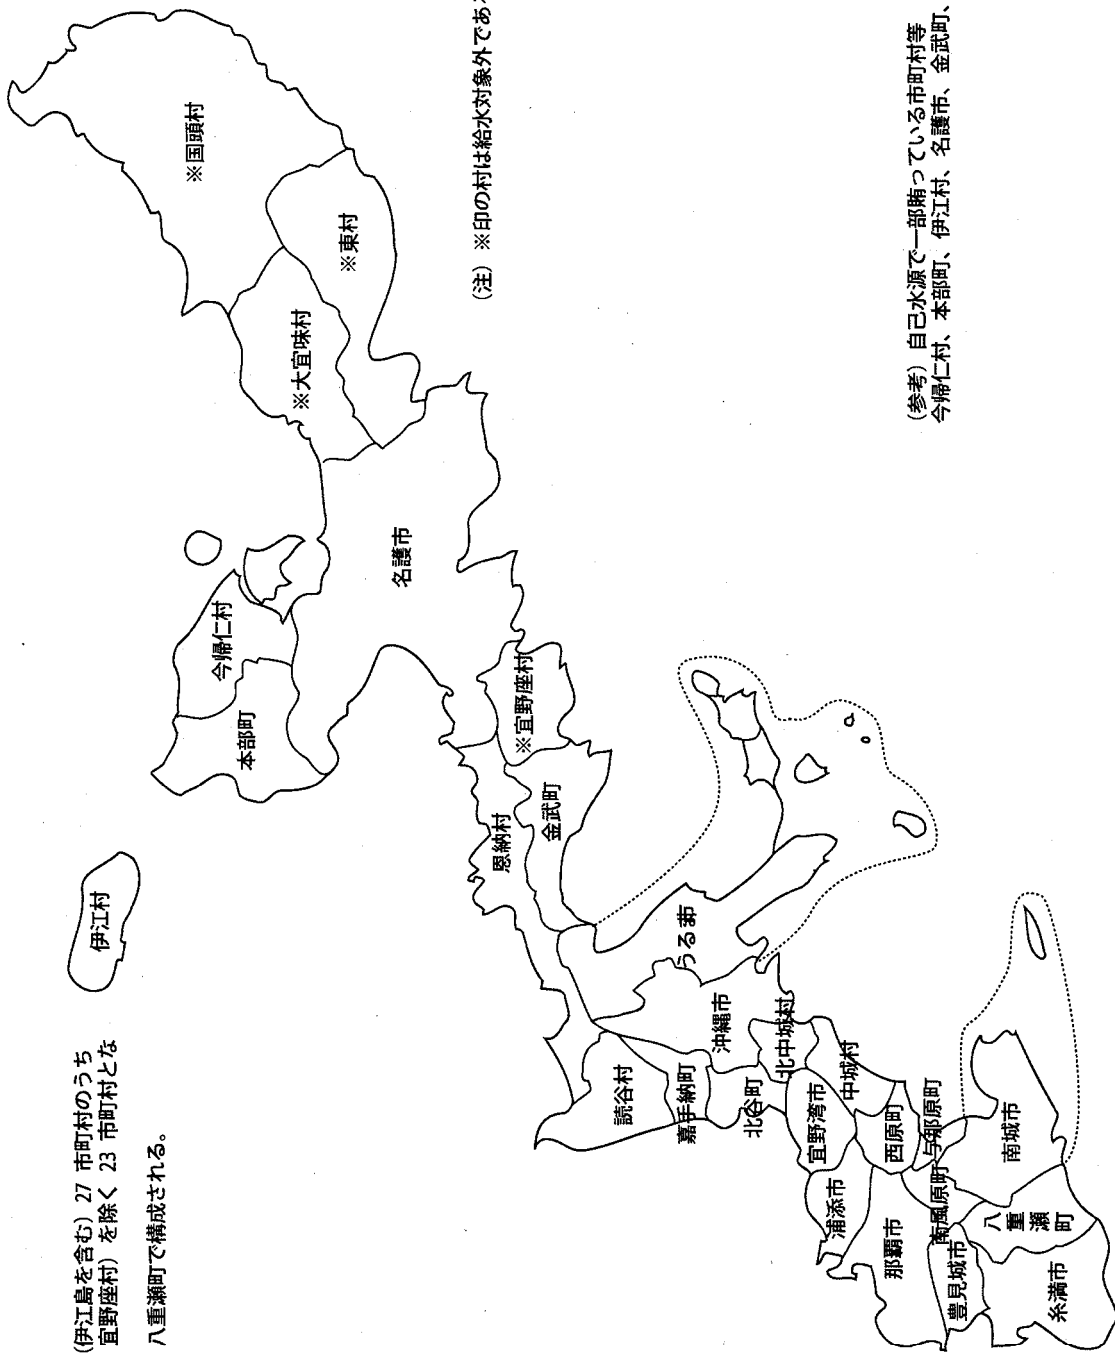 (伊江島を含む) 27 市町村のうち
宜野座村) を除く 23 市町村とな
八重瀬町で構成される。
伊江村
本部町
今帰仁村
※国頭村
※大宜味村
※東村
名護市
恩納村
※宜野座村
金武町
うるま市
読谷村
嘉手納町
沖縄市
北谷町
北中城村
宜野湾市
中城村
浦添市
西原町
那覇市
与那原町
南風原町
豊見城市
南城市
八重瀬町
糸満市
(注) ※印の村は給水対象外である
(参考) 自己水源で一部賄っている市町村等
今帰仁村、本部町、伊江村、名護市、金武町、